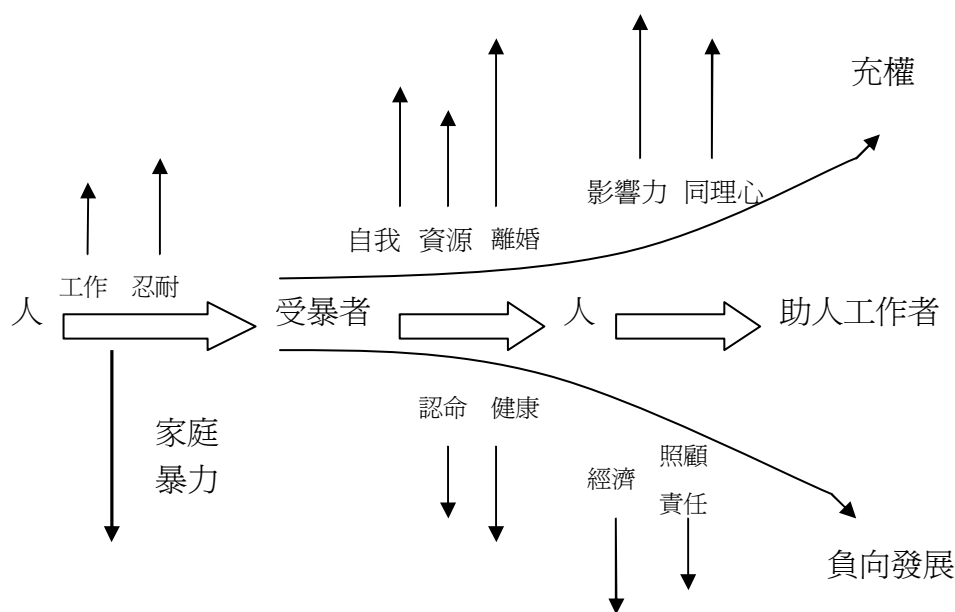 充權
影響力 同理心
自我 資源 離婚
工作 忍耐
人 受暴者 人 助人工作者
認命 健康
家庭
暴力
照顧
經濟
責任
負向發展